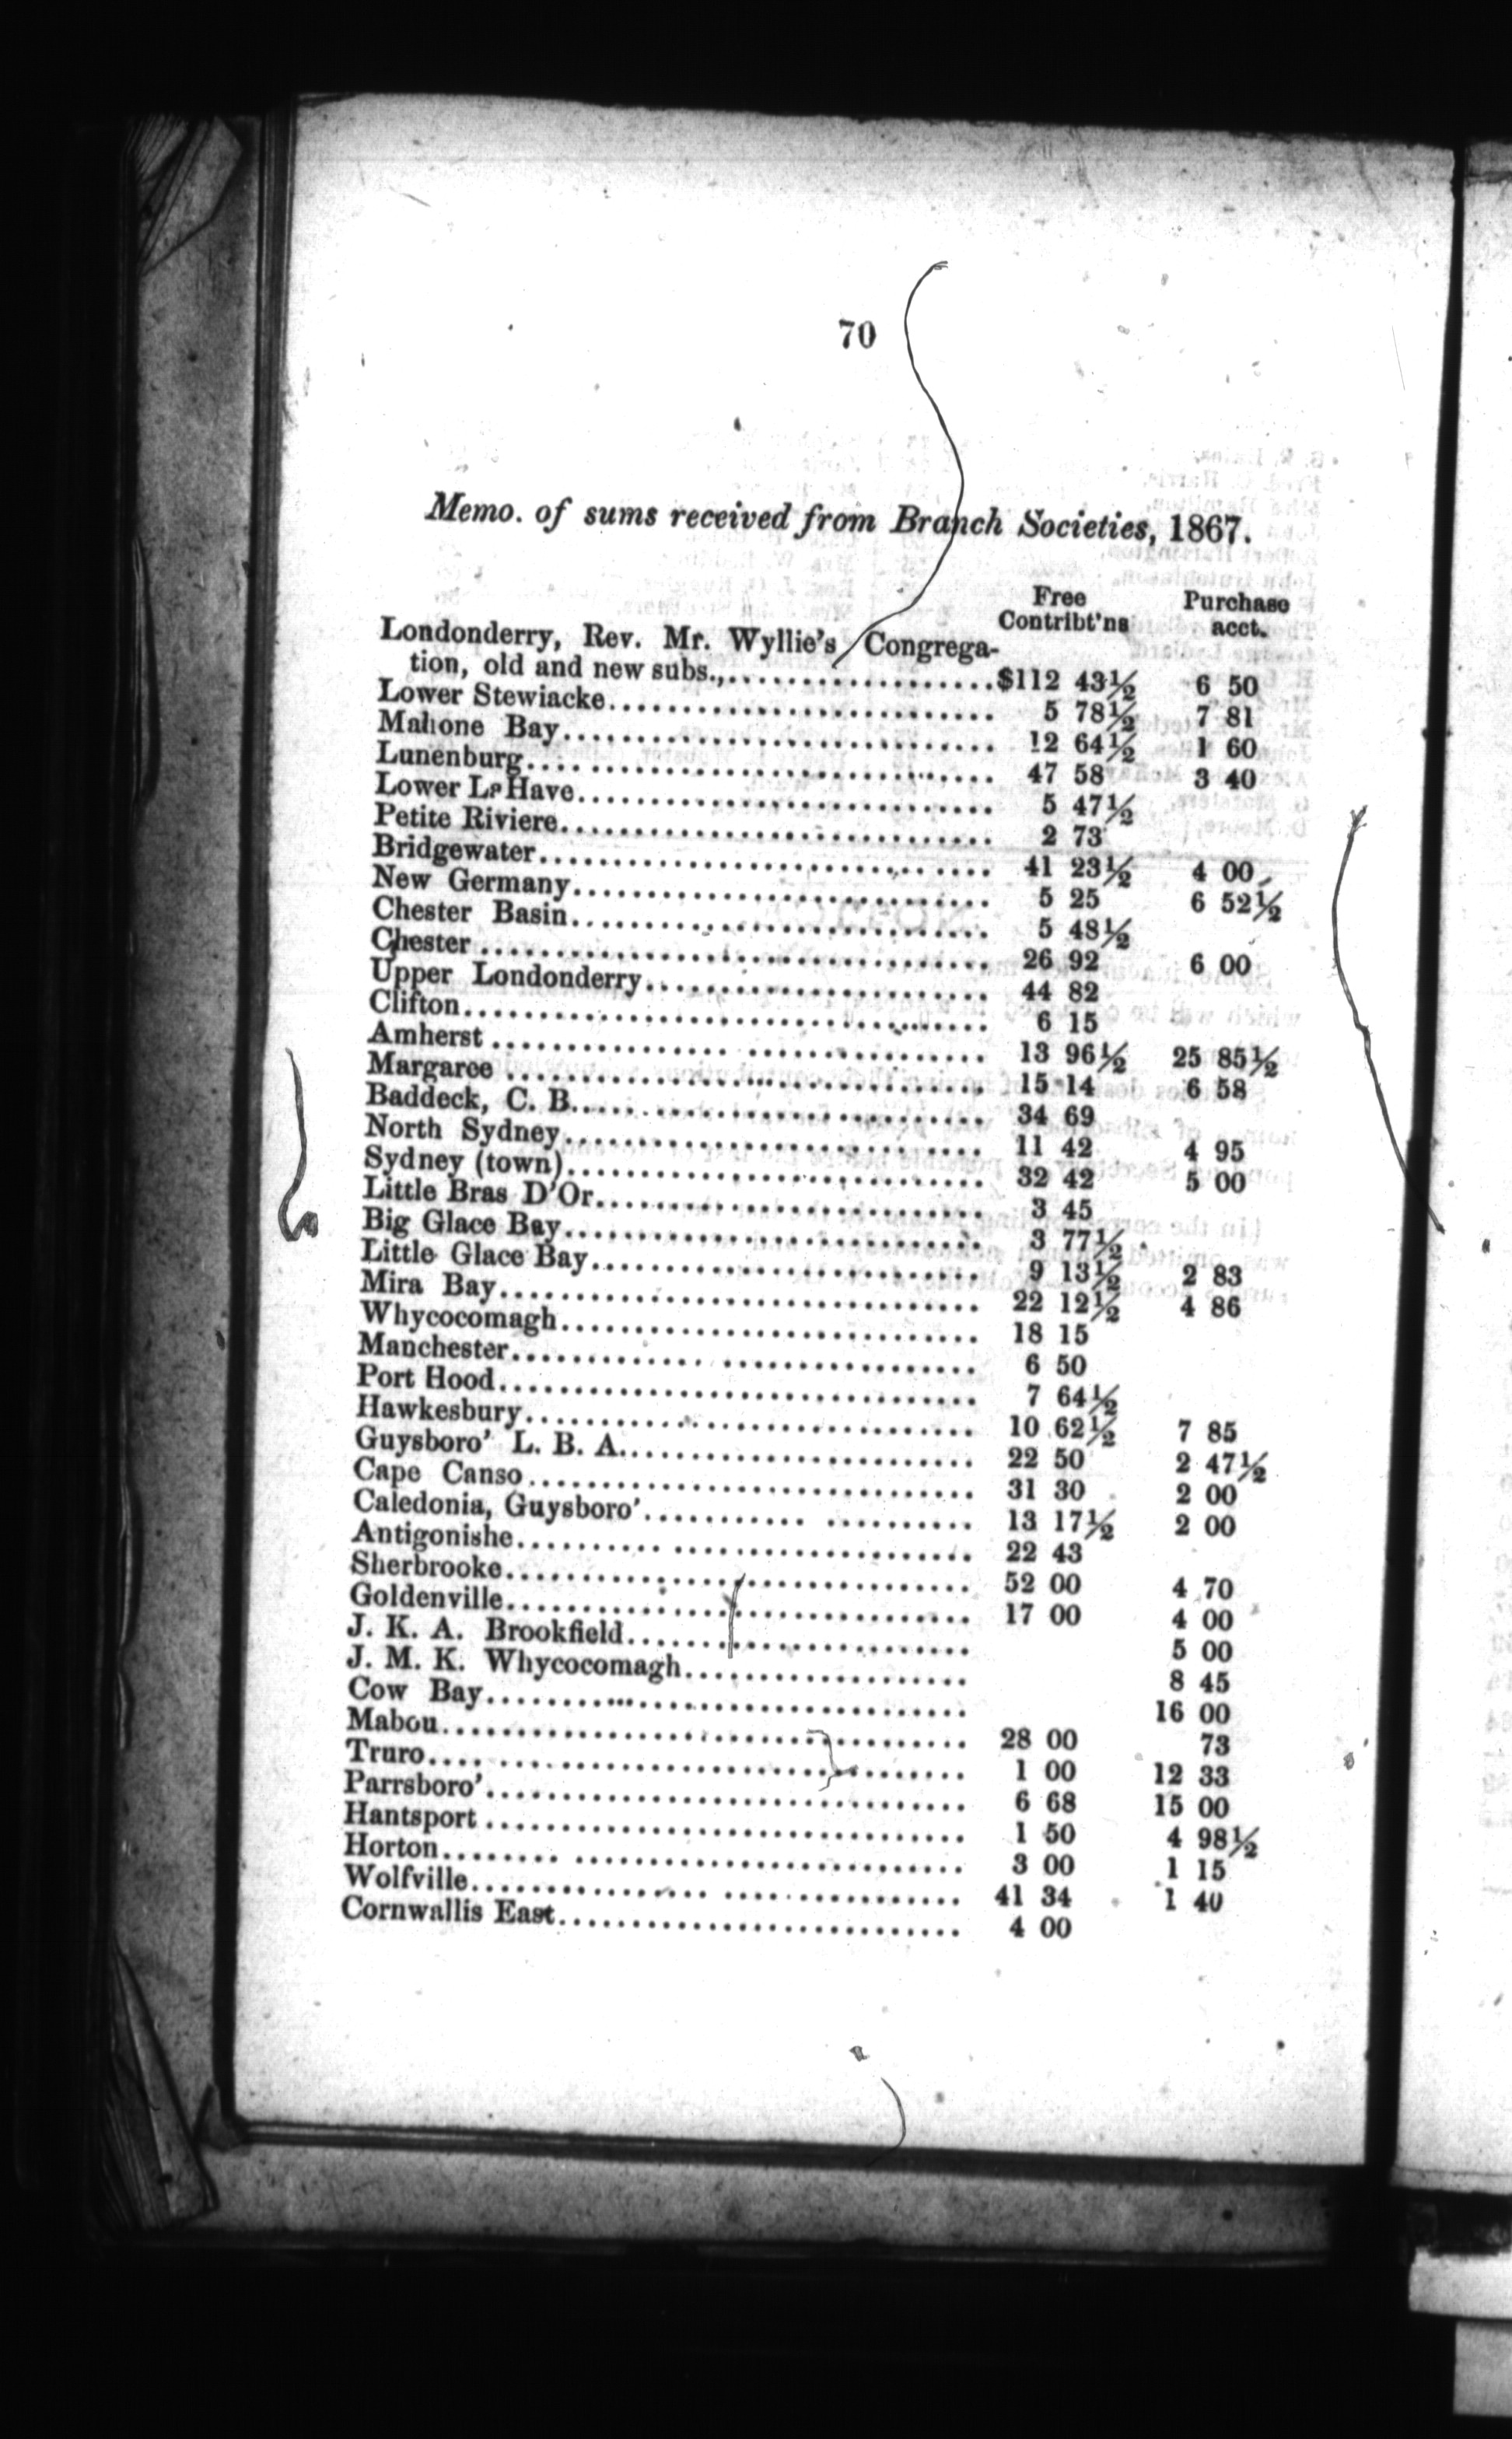 70
Memo. of sums received from Branch Societies, 1867.
Free Purchase
Contribt'ns acct.
Londonderry, Rev. Mr. Wyllie's Congrega-
tion, old and new subs.,.................$112 43½ 6 50
Lower Stewiacke.......................... 5 78½ 7 81
Mahone Bay............................. 12 64½ 1 60
Lunenburg............................... 47 58 3 40
Lower La Have............................ 5 47½
Petite Riviere............................. 2 73
Bridgewater.............................. 41 23½ 4 00
New Germany............................ 5 25 6 52½
Chester Basin............................ 5 48½
Chester ................................. 26 92 6 00
Upper Londonderry....................... 44 82
Clifton................................... 6 15
Amherst ................................ 13 96½ 25 85½
Margaree ............................... 15 14 6 58
Baddeck, C. B........................... 34 69
North Sydney............................ 11 42 4 95
Sydney (town)........................... 32 42 5 00
Little Bras D'Or......................... 3 45
Big Glace Bay........................... 3 77½
Little Glace Bay......................... 9 13½ 2 83
Mira Bay............................... 22 12½ 4 86
Whycocomagh........................... 18 15
Manchester.............................. 6 50
Port Hood............................... 7 64½
Hawkesbury............................. 10 62½ 7 85
Guysboro' L. B. A....................... 22 50 2 47½
Cape Canso............................. 31 30 2 00
Caledonia, Guysboro'..................... 13 17½ 2 00
Antigonishe............................. 22 43
Sherbrooke.............................. 52 00 4 70
Goldenville.............................. 17 00 4 00
J. K. A. Brookfield...................... 5 00
J. M. K. Whycocomagh................... 8 45
Cow Bay............................... 16 00
Mabou.................................. 28 00 73
Truro................................... 1 00 12 33
Parrsboro'............................... 6 68 15 00
Hantsport ............................... 1 50 4 98½
Horton.................................. 3 00 1 15
Wolfville................................ 41 34 1 40
Cornwallis East.......................... 4 00